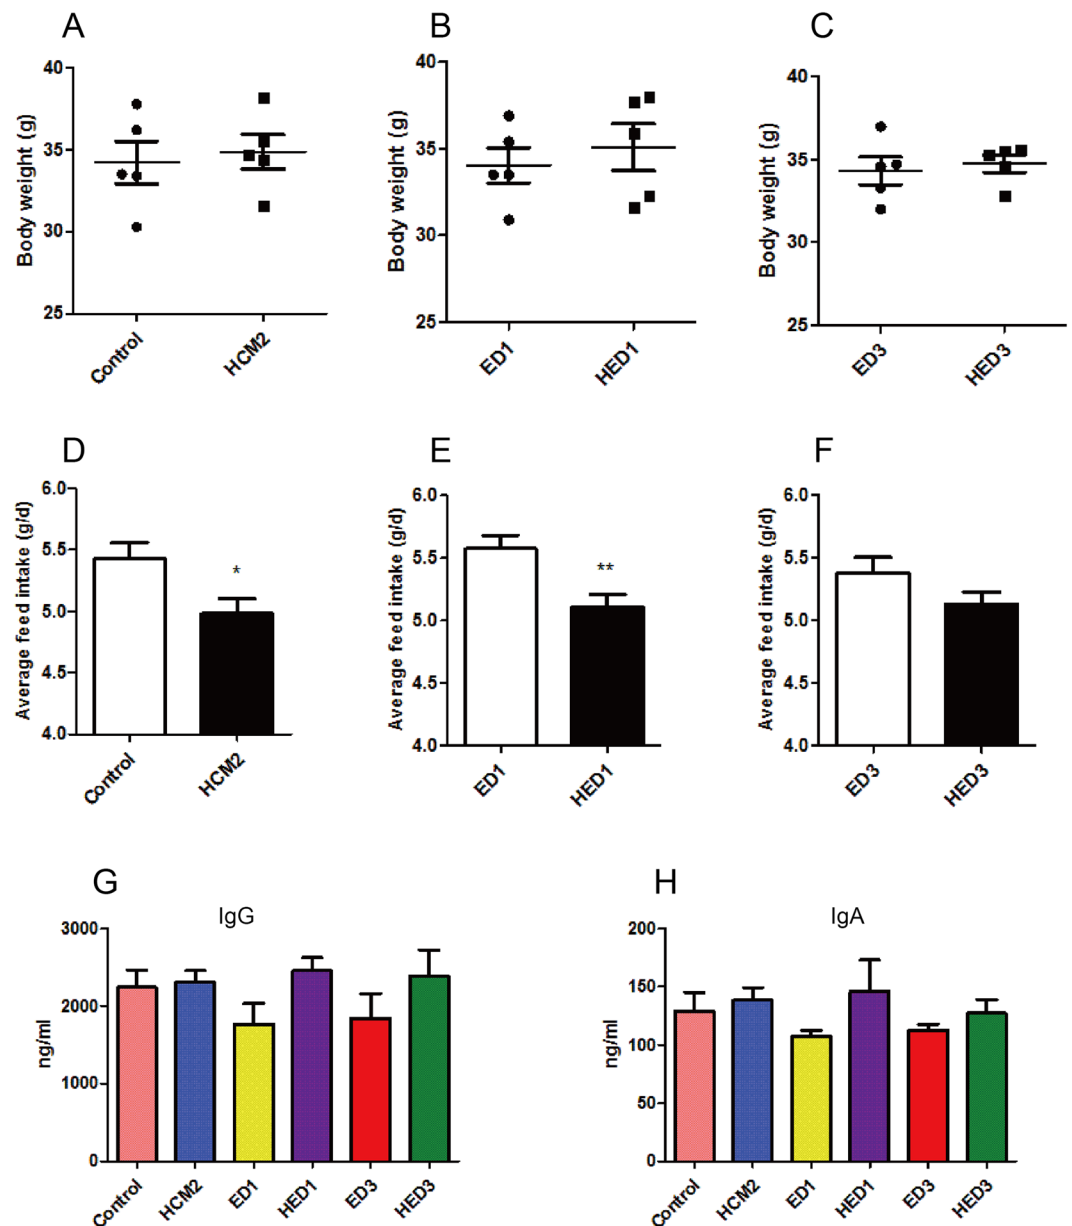 A
B
C
Body weight (g)
40
35
30
25
Control
HCM2
Body weight (g)
40
35
30
25
ED1
HED1
Body weight (g)
40
35
30
25
ED3
HED3
D
E
F
Average feed intake (g/d)
6.0
5.5
5.0
4.5
4.0
*
Control
HCM2
Average feed intake (g/d)
6.0
5.5
5.0
4.5
4.0
**
ED1
HED1
Average feed intake (g/d)
6.0
5.5
5.0
4.5
4.0
ED3
HED3
G
IgG
ng/ml
3000
2000
1000
0
Control
HCM2
ED1
HED1
ED3
HED3
H
IgA
ng/ml
200
150
100
50
0
Control
HCM2
ED1
HED1
ED3
HED3